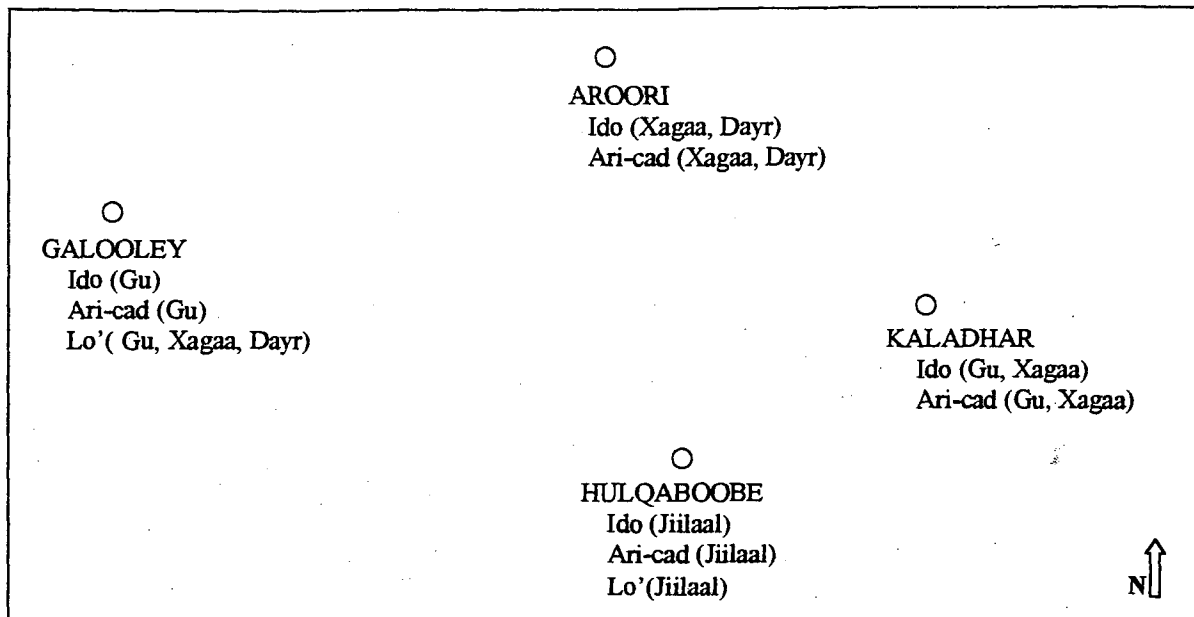 AROORI
Ido (Xagaa, Dayr)
Ari-cad (Xagaa, Dayr)
GALOOLEY
Ido (Gu)
Ari-cad (Gu)
Lo’( Gu, Xagaa, Dayr)
KALADHAR
Ido (Gu, Xagaa)
Ari-cad (Gu, Xagaa)
HULQABOOBE
Ido (Jiilaal)
Ari-cad (Jiilaal)
Lo’(Jiilaal)
N